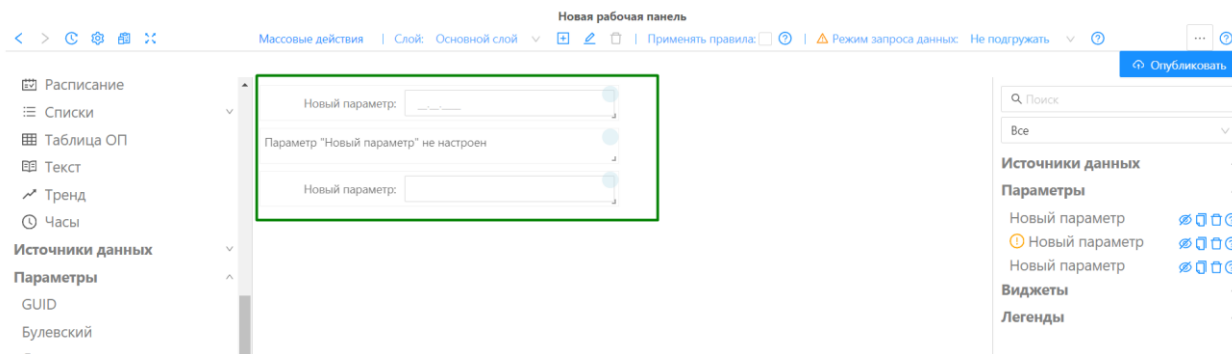 Новая рабочая панель
Массовые действия | Слой: Основной слой | Применять правила: | Режим запроса данных: Не подгружать ...
Опубликовать
Расписание
Списки
Таблица ОП
Текст
Тренд
Часы
Источники данных
Параметры
GUID
Булевский
Новый параметр: __.__.____
Параметр "Новый параметр" не настроен
Новый параметр:
Поиск
Все
Источники данных
Параметры
Новый параметр
Новый параметр
Новый параметр
Виджеты
Легенды